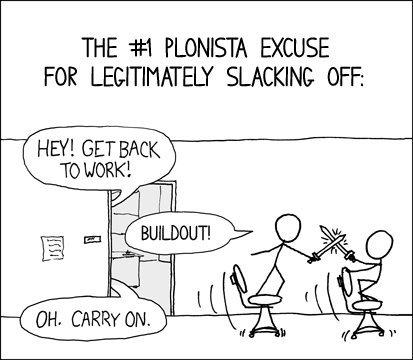 THE #1 PLONISTA EXCUSE
FOR LEGITIMATELY SLACKING OFF:
HEY! GET BACK
TO WORK!
BUILDOUT!
OH. CARRY ON.